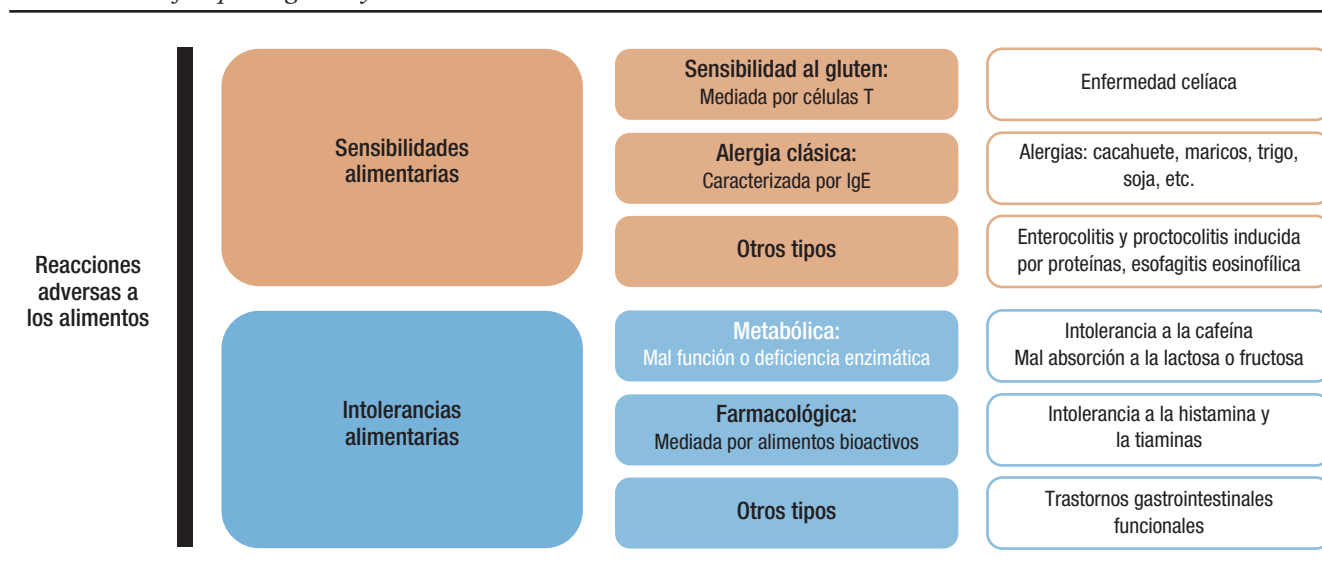 Reacciones
adversas a
los alimentos
Sensibilidades
alimentarias
Sensibilidad al gluten:
Mediada por células T
Enfermedad celíaca
Alergia clásica:
Caracterizada por IgE
Alergias: cacahuete, maricos, trigo,
soja, etc.
Otros tipos
Enterocolitis y proctocolitis inducida
por proteínas, esofagitis eosinofílica
Intolerancias
alimentarias
Metabólica:
Mal función o deficiencia enzimática
Intolerancia a la cafeína
Mal absorción a la lactosa o fructosa
Farmacológica:
Mediada por alimentos bioactivos
Intolerancia a la histamina y
la tiaminas
Otros tipos
Trastornos gastrointestinales
funcionales